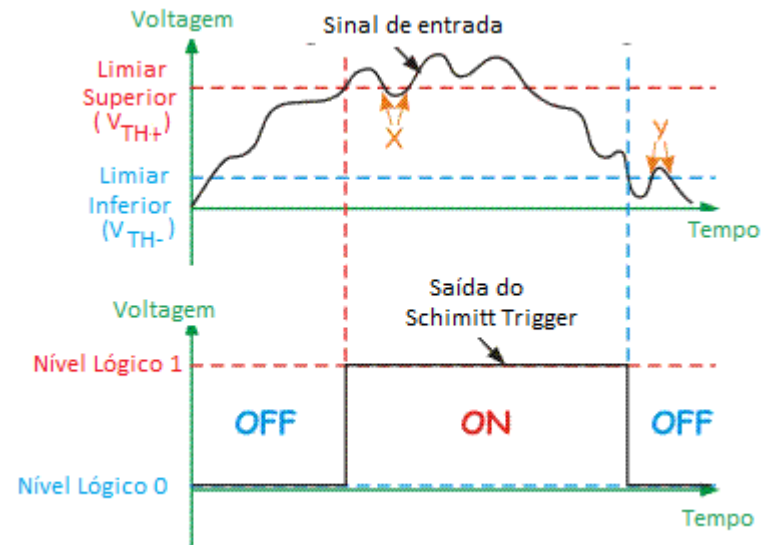 Voltagem
Sinal de entrada
Limiar
Superior
(VTH+)
X
y
Limiar
Inferior
(VTH-)
Tempo
Voltagem
Saída do
Schimitt Trigger
Nível Lógico 1
OFF
ON
OFF
Nível Lógico 0
Tempo